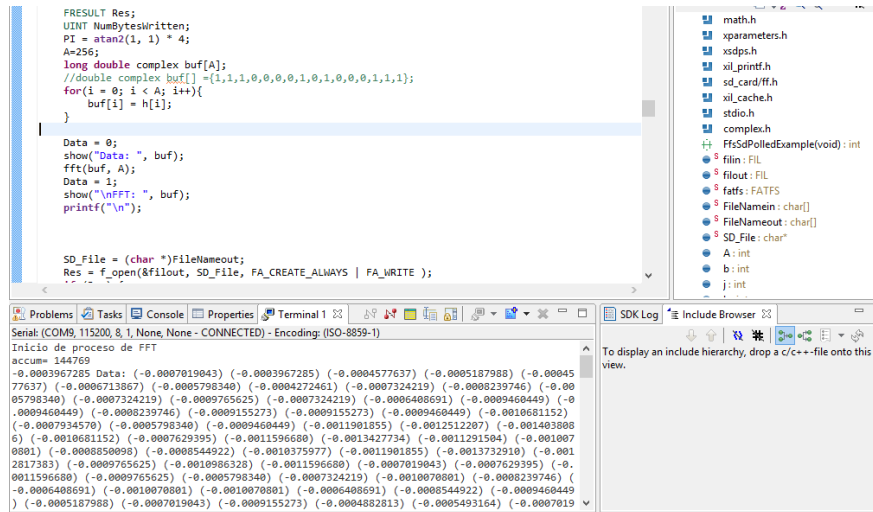 FRESULT Res;
UINT NumBytesWritten;
PI = atan2(1, 1) * 4;
A=256;
long double complex buf[A];
//double complex buf[] ={1,1,1,0,0,0,0,1,0,1,0,0,0,1,1,1};
for(i = 0; i < A; i++){
buf[i] = h[i];
}
Data = 0;
show("Data: ", buf);
fft(buf, A);
Data = 1;
show("\nFFT: ", buf);
printf("\n");
SD_File = (char *)FileNameout;
Res = f_open(&filout, SD_File, FA_CREATE_ALWAYS | FA_WRITE );
math.h
xparameters.h
xsdps.h
xil_printf.h
sd_card/ff.h
xil_cache.h
stdio.h
complex.h
FfsSdPolledExample(void) : int
S filin : FIL
S filout : FIL
S fatfs : FATFS
S FileNamein : char[]
S FileNameout : char[]
S SD_File : char*
A : int
b : int
j : int
Problems Tasks Console Properties Terminal 1
Serial: (COM9, 115200, 8, 1, None, None - CONNECTED) - Encoding: (ISO-8859-1)
Inicio de proceso de FFT
accum= 144769
-0.0003967285 Data: (-0.0007019043) (-0.0003967285) (-0.0004577637) (-0.0005187988) (-0.00045
77637) (-0.0006713867) (-0.0005798340) (-0.0004272461) (-0.0007324219) (-0.0008239746) (-0.00
05798340) (-0.0007324219) (-0.0009765625) (-0.0007324219) (-0.0006408691) (-0.0009460449) (-0
.0009460449) (-0.0008239746) (-0.0009155273) (-0.0009155273) (-0.0009460449) (-0.0010681152)
(-0.0007934570) (-0.0005798340) (-0.0009460449) (-0.0011901855) (-0.0012512207) (-0.001403808
6) (-0.0010681152) (-0.0007629395) (-0.0011596680) (-0.0013427734) (-0.0011291504) (-0.001007
0801) (-0.0008850098) (-0.0008544922) (-0.0010375977) (-0.0011901855) (-0.0013732910) (-0.001
2817383) (-0.0009765625) (-0.0010986328) (-0.0011596680) (-0.0007019043) (-0.0007629395) (-0.
0011596680) (-0.0009765625) (-0.0005798340) (-0.0007324219) (-0.0010070801) (-0.0008239746) (
-0.0006408691) (-0.0010070801) (-0.0010070801) (-0.0006408691) (-0.0008544922) (-0.0009460449
) (-0.0005187988) (-0.0007019043) (-0.0009155273) (-0.0004882813) (-0.0005493164) (-0.0007019
SDK Log Include Browser
To display an include hierarchy, drop a c/c++-file onto this
view.